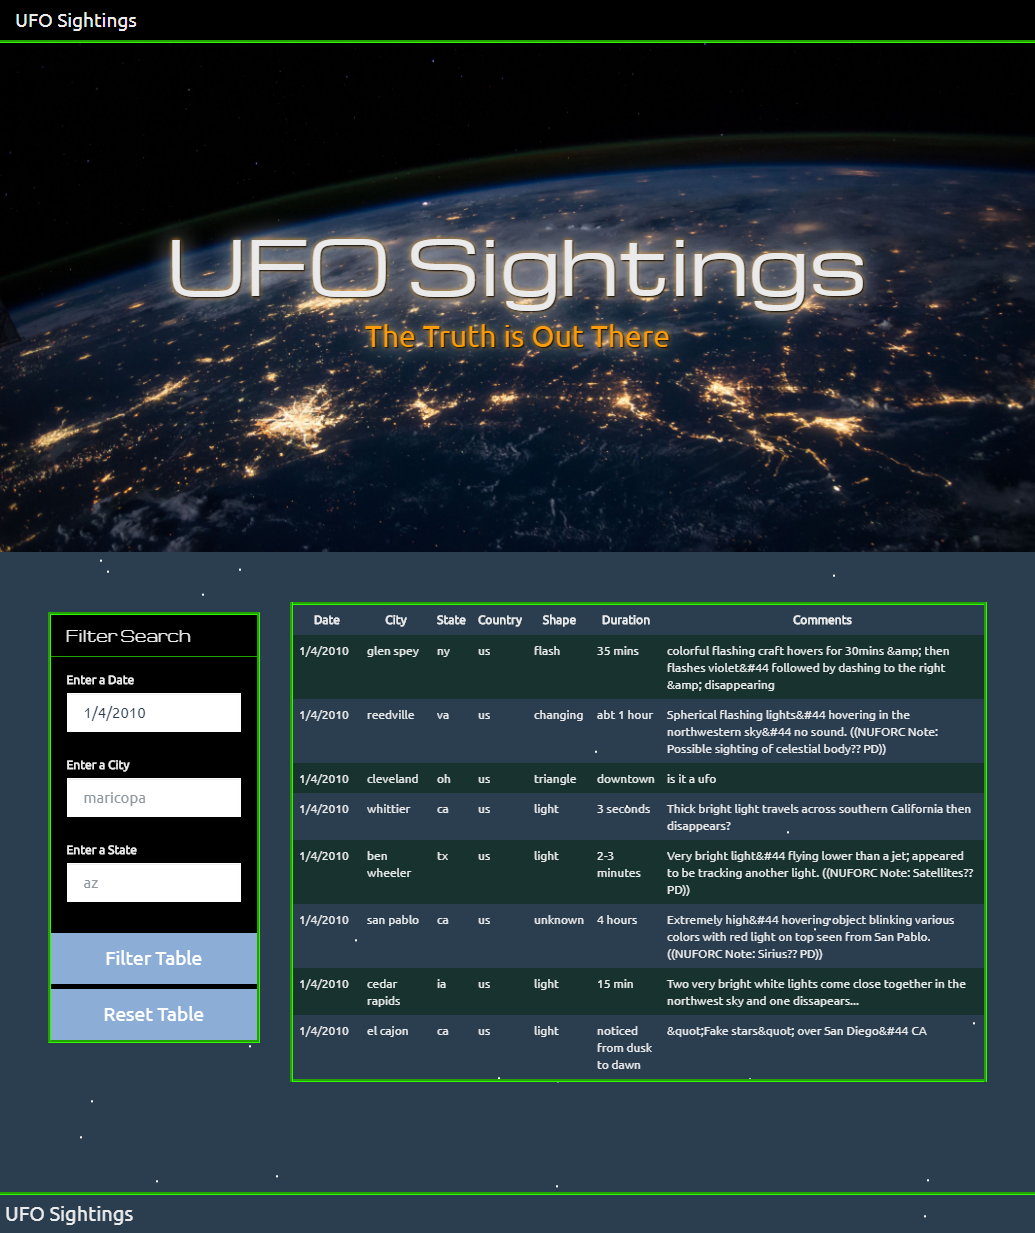 UFO Sightings
UFO Sightings
The Truth is Out There
Filter Search
Enter a Date
1/4/2010
Enter a City
maricopa
Enter a State
az
Filter Table
Reset Table
Date City State Country Shape Duration Comments
1/4/2010 glen spey ny us flash 35 mins colorful flashing craft hovers for 30mins &amp; then
flashes violet&#44 followed by dashing to the right
&amp; disappearing
1/4/2010 reedville va us changing abt 1 hour Spherical flashing lights&#44 hovering in the
northwestern sky&#44 no sound. ((NUFORC Note:
Possible sighting of celestial body?? PD))
1/4/2010 cleveland oh us triangle downtown is it a ufo
1/4/2010 whittier ca us light 3 seconds Thick bright light travels across southern California then
disappears?
1/4/2010 ben tx us light 2-3 Very bright light&#44 flying lower than a jet; appeared
wheeler minutes to be tracking another light. ((NUFORC Note: Satellites??
PD))
1/4/2010 san pablo ca us unknown 4 hours Extremely high&#44 hovering object blinking various
colors with red light on top seen from San Pablo.
((NUFORC Note: Sirius?? PD))
1/4/2010 cedar ia us light 15 min Two very bright white lights come close together in the
rapids northwest sky and one dissapears...
1/4/2010 el cajon ca us light noticed &quot;Fake stars&quot; over San Diego&#44 CA
from dusk
to dawn
UFO Sightings